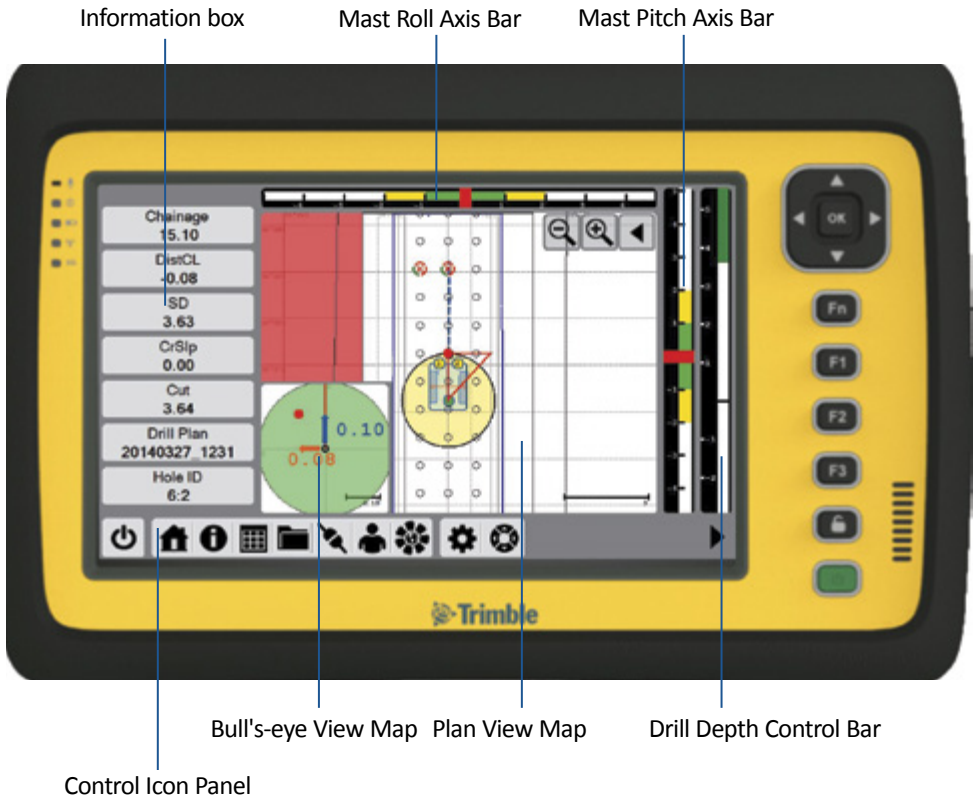 Information box
Mast Roll Axis Bar
Mast Pitch Axis Bar
Chainage
15.10
DistCL
-0.08
SD
3.63
CrSlp
0.00
Cut
3.64
Drill Plan
20140327_1231
Hole ID
6:2
0.10
0.08
OK
Fn
F1
F2
F3
Trimble
Bull's-eye View Map
Plan View Map
Drill Depth Control Bar
Control Icon Panel